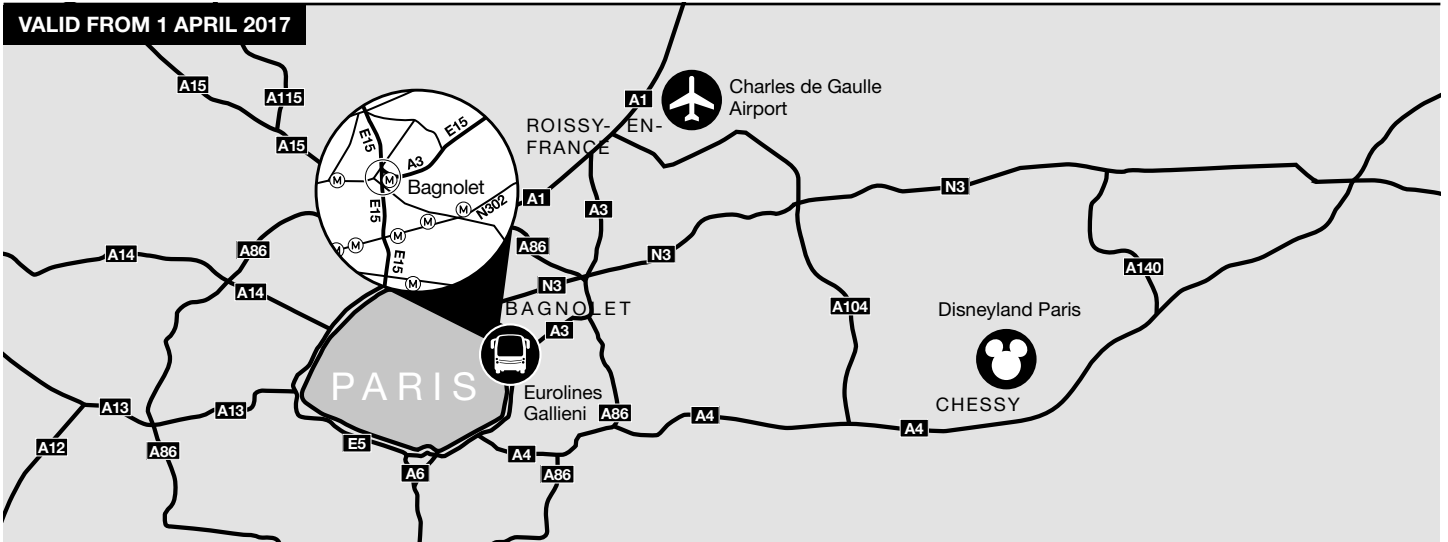 VALID FROM 1 APRIL 2017
A15
A115
A15
A1
Charles de Gaulle
Airport
ROISSY-EN-
FRANCE
E15
E15
A3
M
M
Bagnolet
E15
N302
M
M
M
M
M
E15
M
A1
A3
N3
A86
A86
N3
A14
A14
N3
A140
BAGNOLET
A3
A104
Disneyland Paris
PARIS
Eurolines
Gallieni
CHESSY
A13
A13
A86
A4
A4
E5
A12
A86
A4
A6
A86